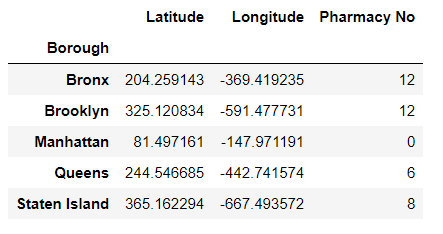 Latitude Longitude Pharmacy No
Borough
Bronx 204.259143 -369.419235 12
Brooklyn 325.120834 -591.477731 12
Manhattan 81.497161 -147.971191 0
Queens 244.546685 -442.741574 6
Staten Island 365.162294 -667.493572 8